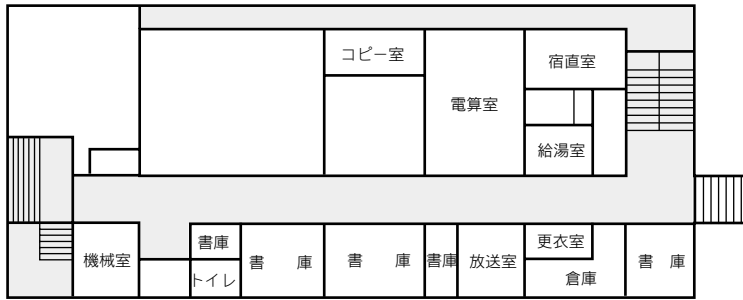 コピー室
宿直室
電算室
給湯室
書庫
更衣室
機械室
書　庫
書　庫
書庫
放送室
書　庫
トイレ
倉庫